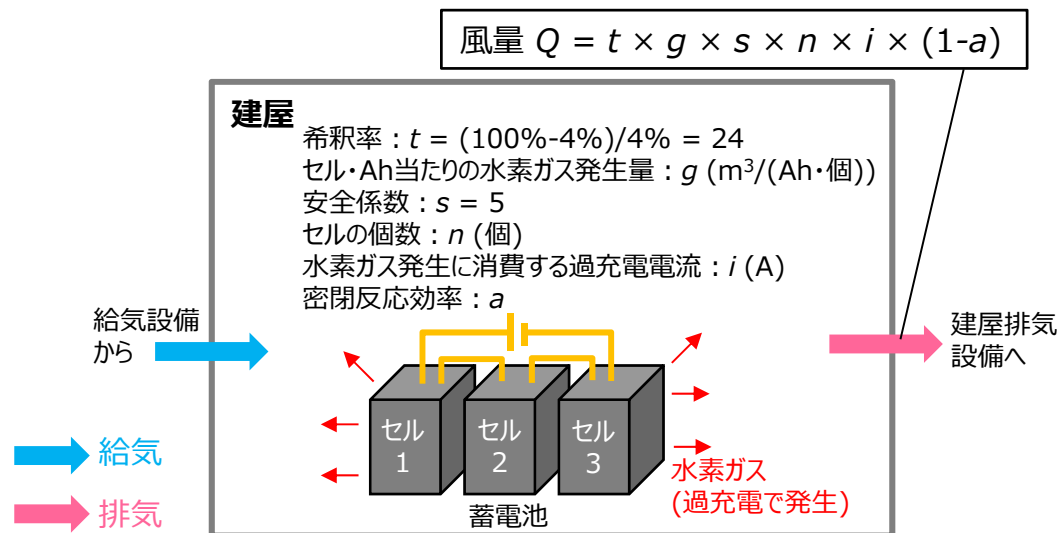 風量 Q = t × g × s × n × i × (1-a)
建屋
希釈率：t = (100%-4%)/4% = 24
セル・Ah当たりの水素ガス発生量：g (m³/(Ah・個))
安全係数：s = 5
セルの個数：n (個)
水素ガス発生に消費する過充電電流：i (A)
密閉反応効率：a
給気設備
から
建屋排気
設備へ
セル
1
セル
2
セル
3
給気
水素ガス
(過充電で発生)
排気
蓄電池